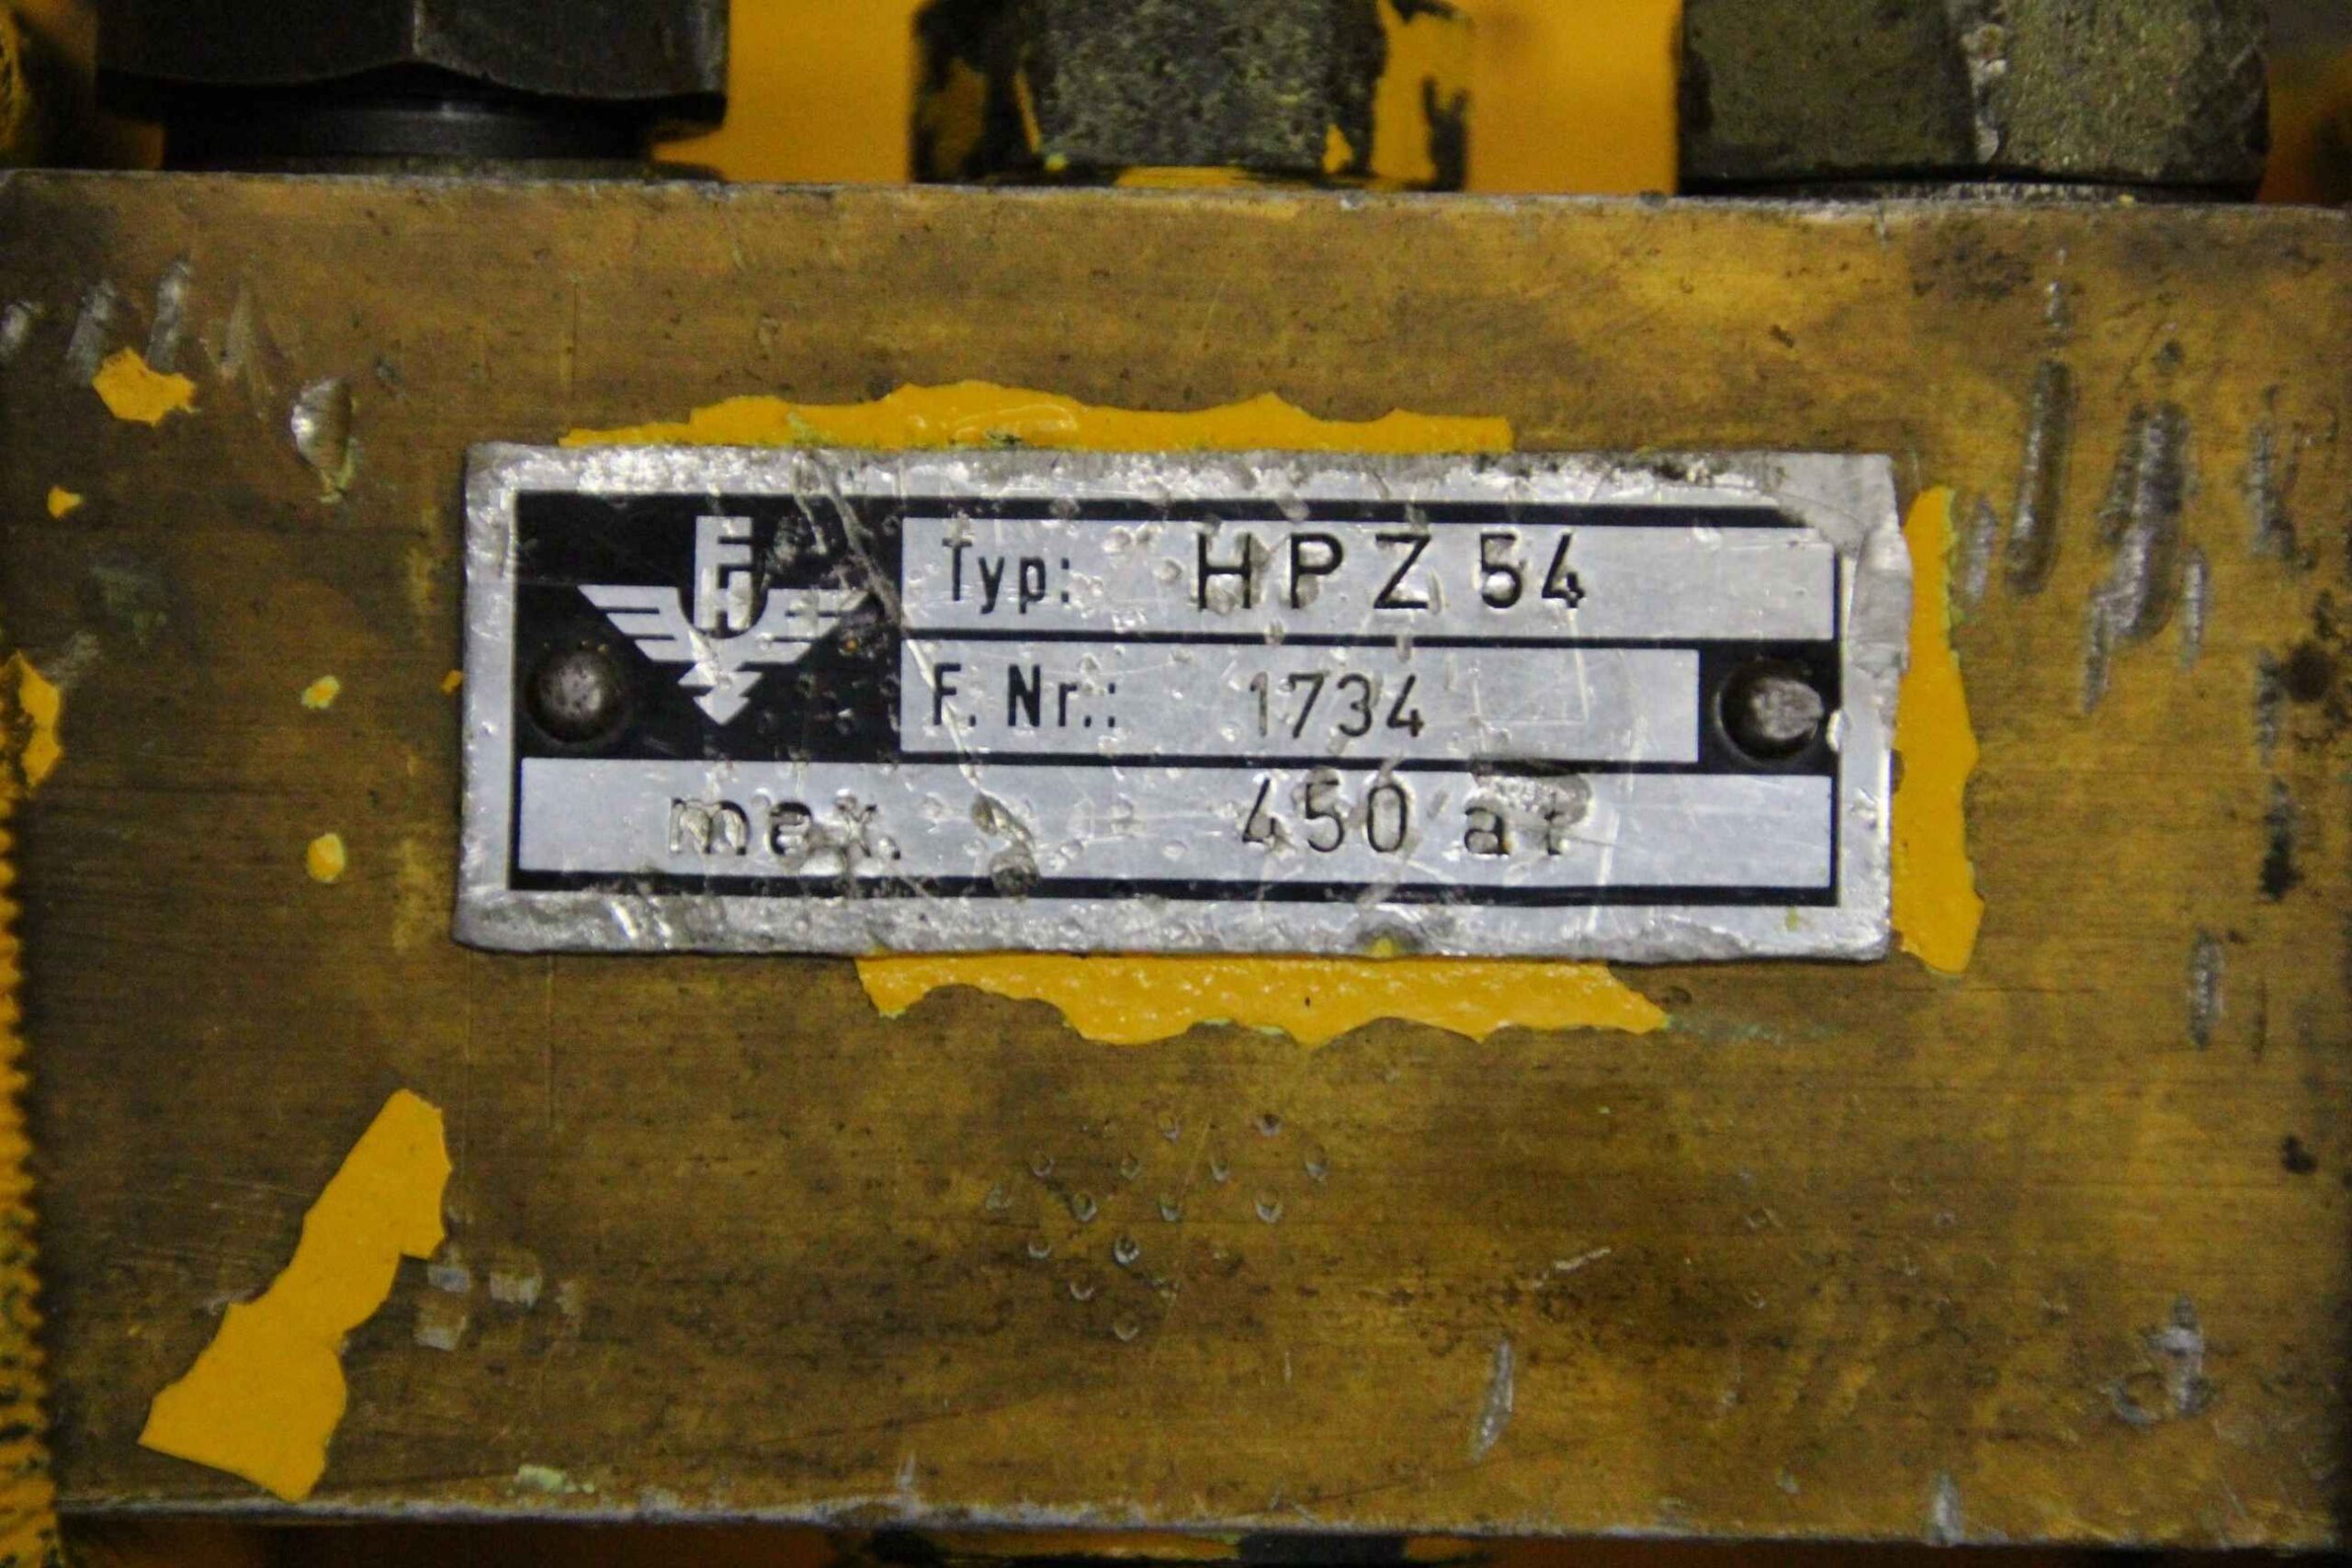 Typ: HPZ 54
F. Nr.: 1734
max. 450 at